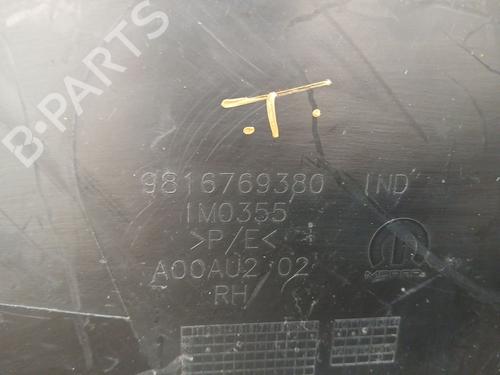 B-PARTS
.T.
9816769380 IND
1M0355
>P/E<
A00AU2 02
RH
MOPAR